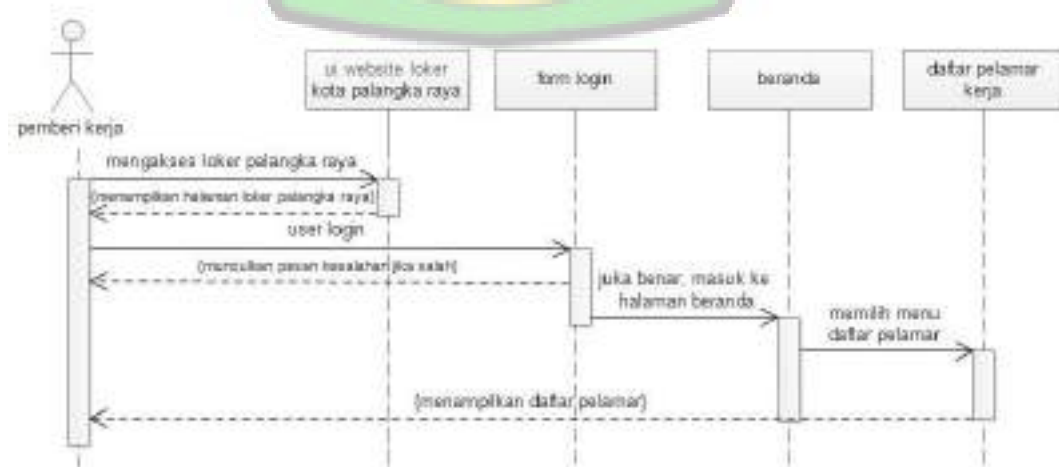 ui website loker
kota palangka raya
form login
beranda
daftar pelamar
kerja
pemberi kerja
mengakses loker palangka raya
(menampilkan halaman loker palangka raya)
user login
(munculkan pesan kesalahan jika salah)
juka benar, masuk ke
halaman beranda
memilih menu
daftar pelamar
(menampilkan daftar pelamar)